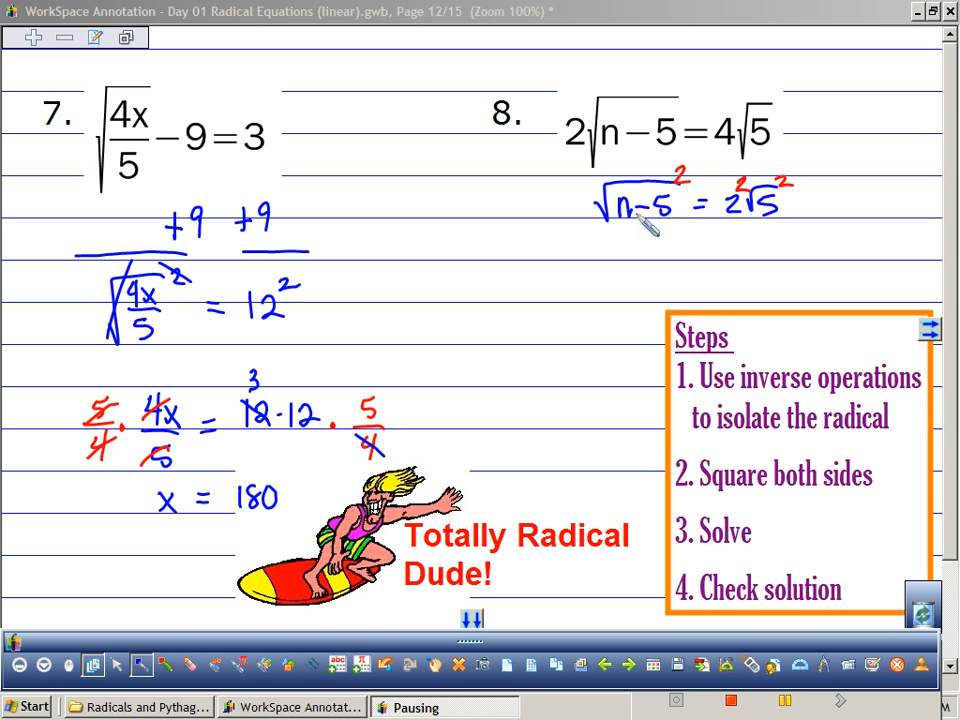 WorkSpace Annotation - Day 01 Radical Equations (linear).gwb, Page 12/15 (Zoom 100%) *
7. √(4x/5) − 9 = 3
+9 +9
√(4x/5)² = 12²
3
5/4 · 4x/5 = 12 · 12 · 5/4
x = 180
8. 2√(n − 5) = 4√5
√(n−5)² = 2²√5²
Totally Radical
Dude!
Steps
1. Use inverse operations
to isolate the radical
2. Square both sides
3. Solve
4. Check solution
Start
Radicals and Pythag...
WorkSpace Annotat...
Pausing